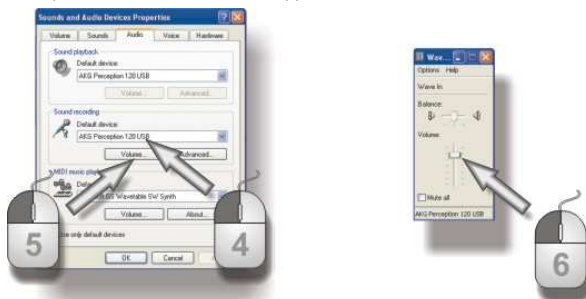 Sounds and Audio Devices Properties
Volume Sounds Audio Voice Hardware
Sound playback
Default device:
AKG Perception 120 USB
Volume... Advanced...
Sound recording
Default device:
AKG Perception 120 USB
Volume... Advanced...
MIDI music
Wavetable SW Synth
Volume... About...
only default devices
OK Cancel
5
4
Wav...
Options Help
Wave In
Balance:
Volume:
Mute all
AKG Perception 120 USB
6